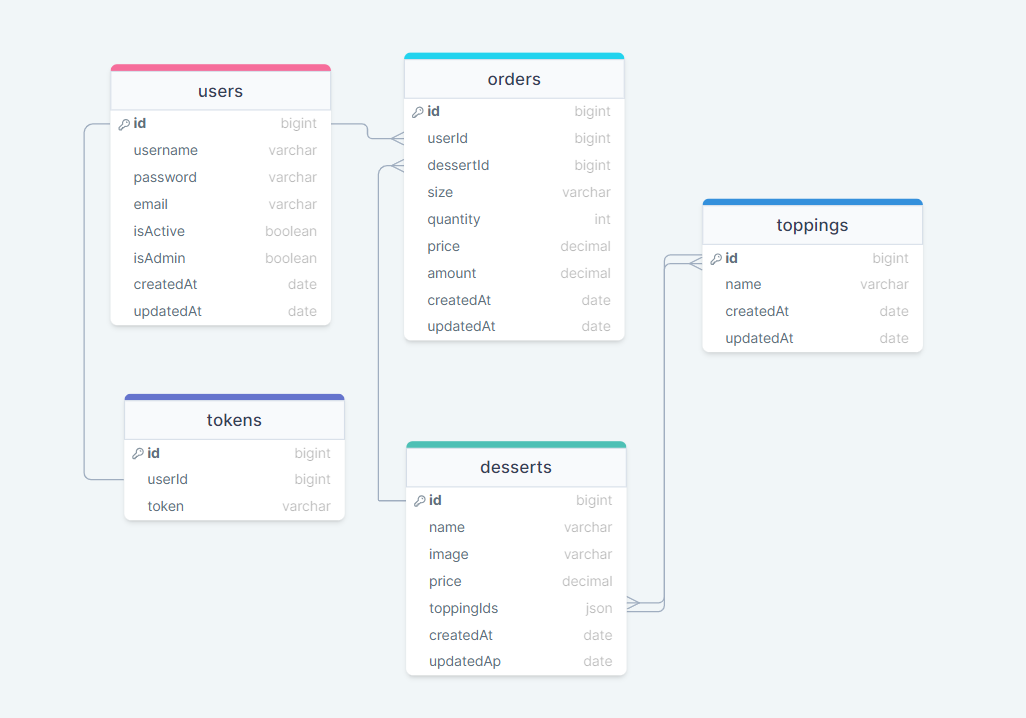 users
id bigint
username varchar
password varchar
email varchar
isActive boolean
isAdmin boolean
createdAt date
updatedAt date
orders
id bigint
userId bigint
dessertId bigint
size varchar
quantity int
price decimal
amount decimal
createdAt date
updatedAt date
toppings
id bigint
name varchar
createdAt date
updatedAt date
tokens
id bigint
userId bigint
token varchar
desserts
id bigint
name varchar
image varchar
price decimal
toppingIds json
createdAt date
updatedAp date